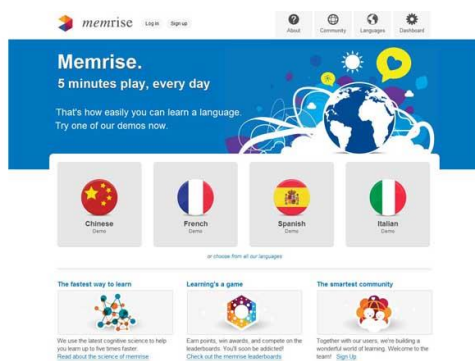 memrise Log in Sign up
About Community Languages Dashboard
Memrise.
5 minutes play, every day
That's how easily you can learn a language.
Try one of our demos now.
Chinese French Spanish Italian
Demo Demo Demo Demo
or choose from all our languages
The fastest way to learn Learning's a game The smartest community
We use the latest cognitive science to help Earn points, win awards, and compete on the Together with our users, we're building a
you learn up to five times faster. leaderboards. You'll soon be addicted! wonderful world of learning. Welcome to the
Read about the science of memrise Check out the memrise leaderboards team! Sign Up